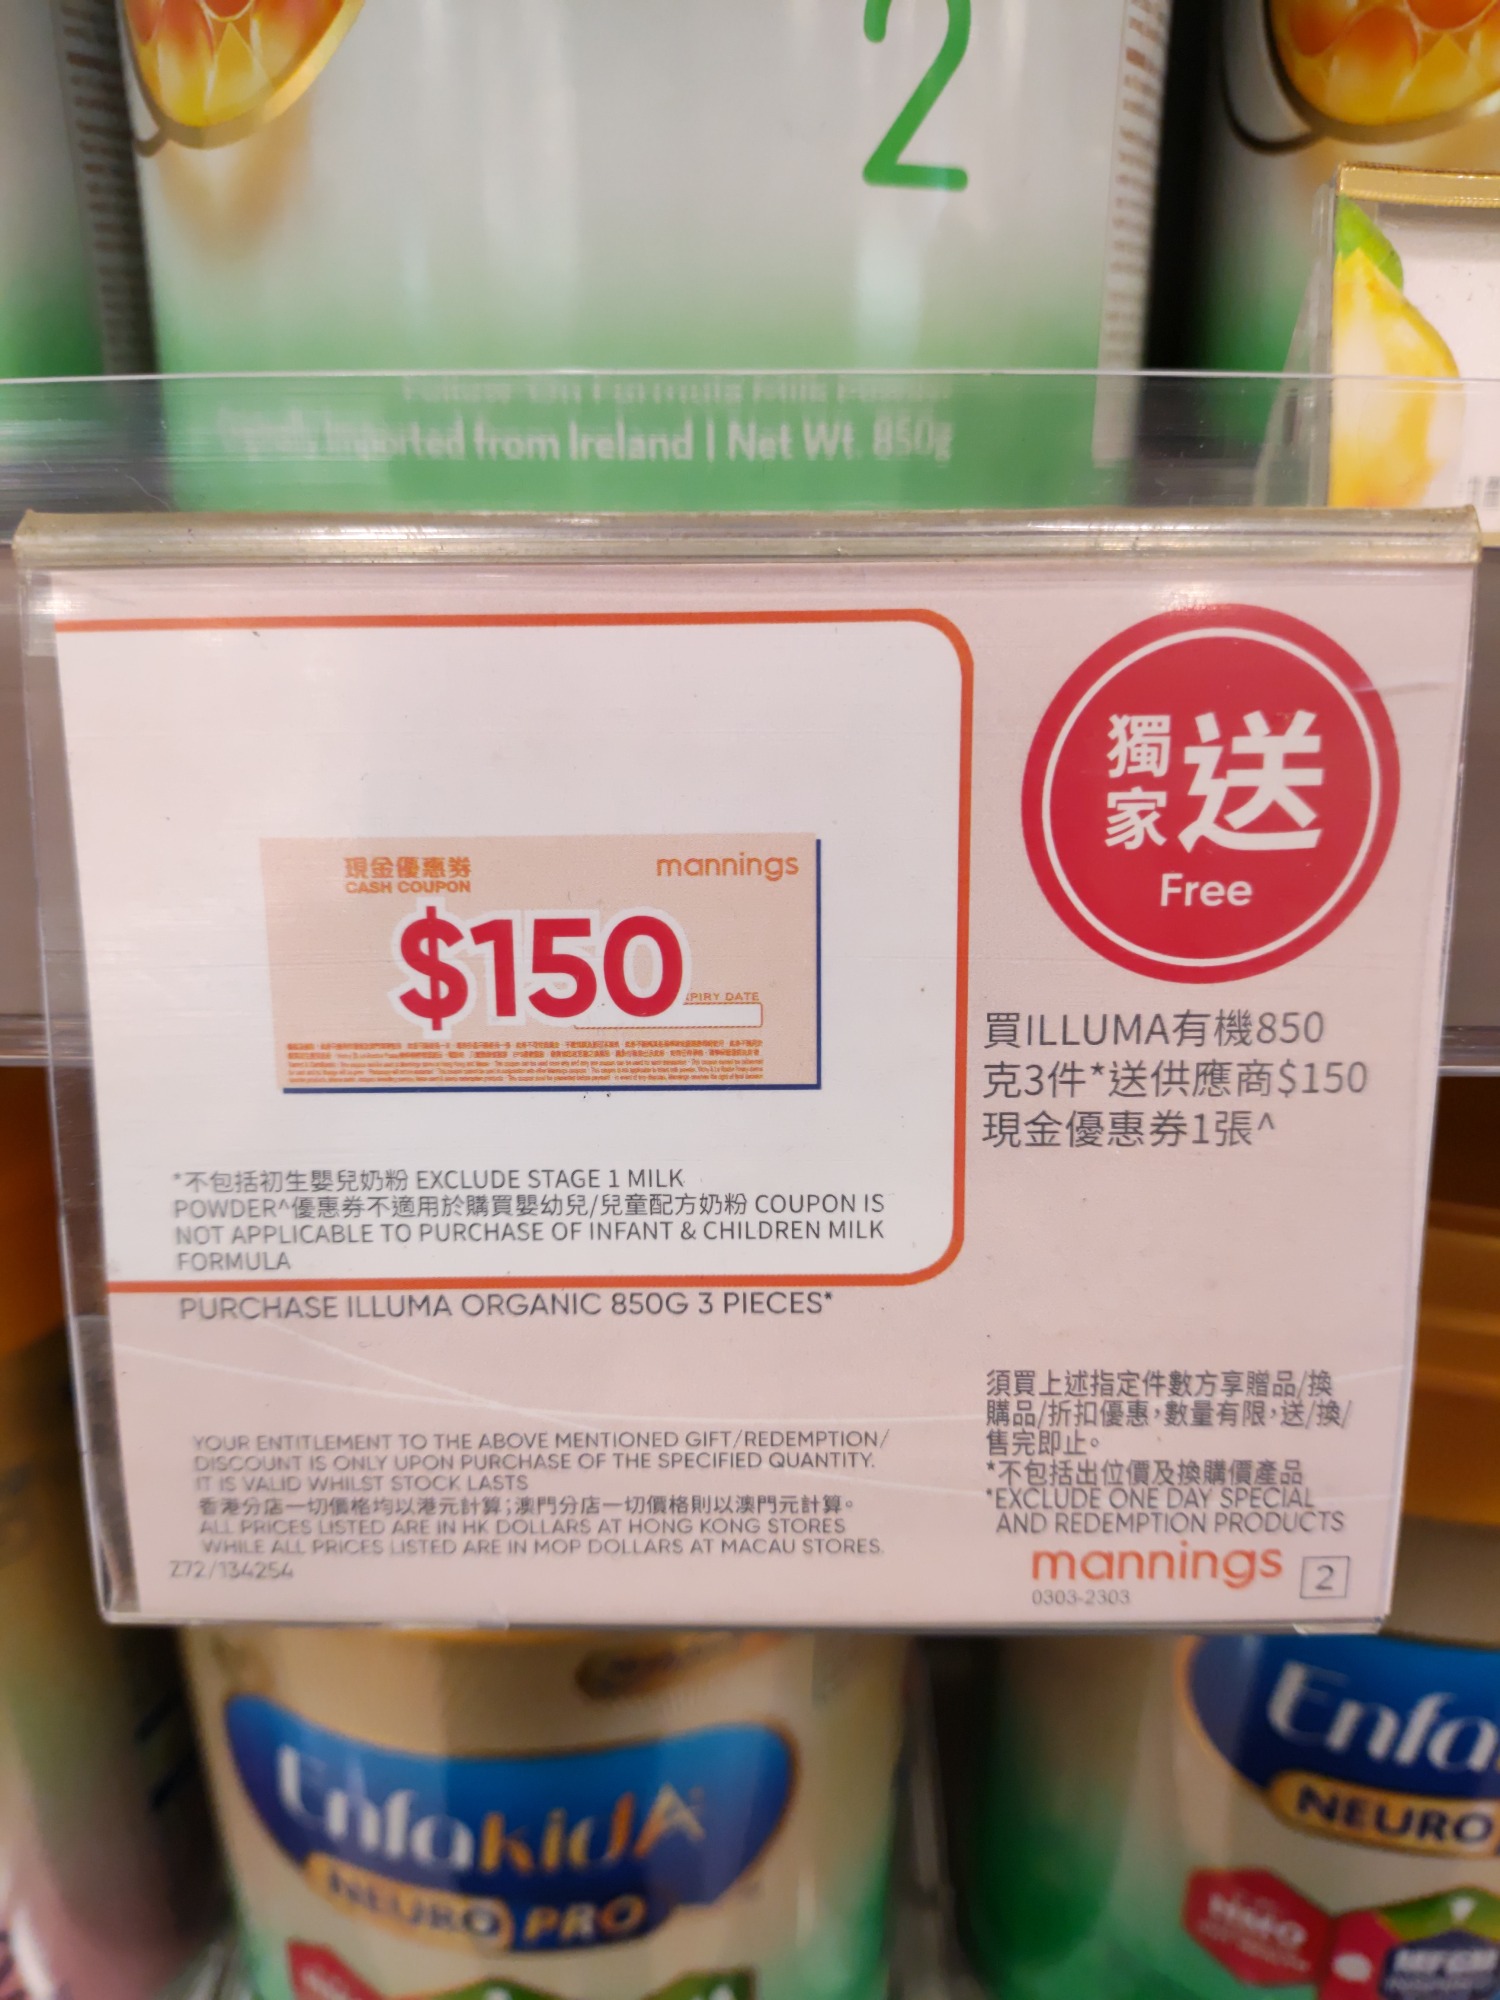 2
Imported from Ireland | Net Wt. 850g
獨家
送
Free
現金優惠券
CASH COUPON
mannings
$150
PIRY DATE
買ILLUMA有機850
克3件*送供應商$150
現金優惠券1張^
*不包括初生嬰兒奶粉 EXCLUDE STAGE 1 MILK
POWDER^優惠券不適用於購買嬰幼兒/兒童配方奶粉 COUPON IS
NOT APPLICABLE TO PURCHASE OF INFANT & CHILDREN MILK
FORMULA
PURCHASE ILLUMA ORGANIC 850G 3 PIECES*
須買上述指定件數方享贈品/換
購品/折扣優惠，數量有限，送/換/
售完即止。
*不包括出位價及換購價產品
*EXCLUDE ONE DAY SPECIAL
AND REDEMPTION PRODUCTS
YOUR ENTITLEMENT TO THE ABOVE MENTIONED GIFT/REDEMPTION/
DISCOUNT IS ONLY UPON PURCHASE OF THE SPECIFIED QUANTITY.
IT IS VALID WHILST STOCK LASTS
香港分店一切價格均以港元計算；澳門分店一切價格則以澳門元計算。
ALL PRICES LISTED ARE IN HK DOLLARS AT HONG KONG STORES
WHILE ALL PRICES LISTED ARE IN MOP DOLLARS AT MACAU STORES.
Z72/134254
mannings
2
0303-2303
EnfakidA
NEURO PRO
Enfa
NEURO
HMO
MFGM